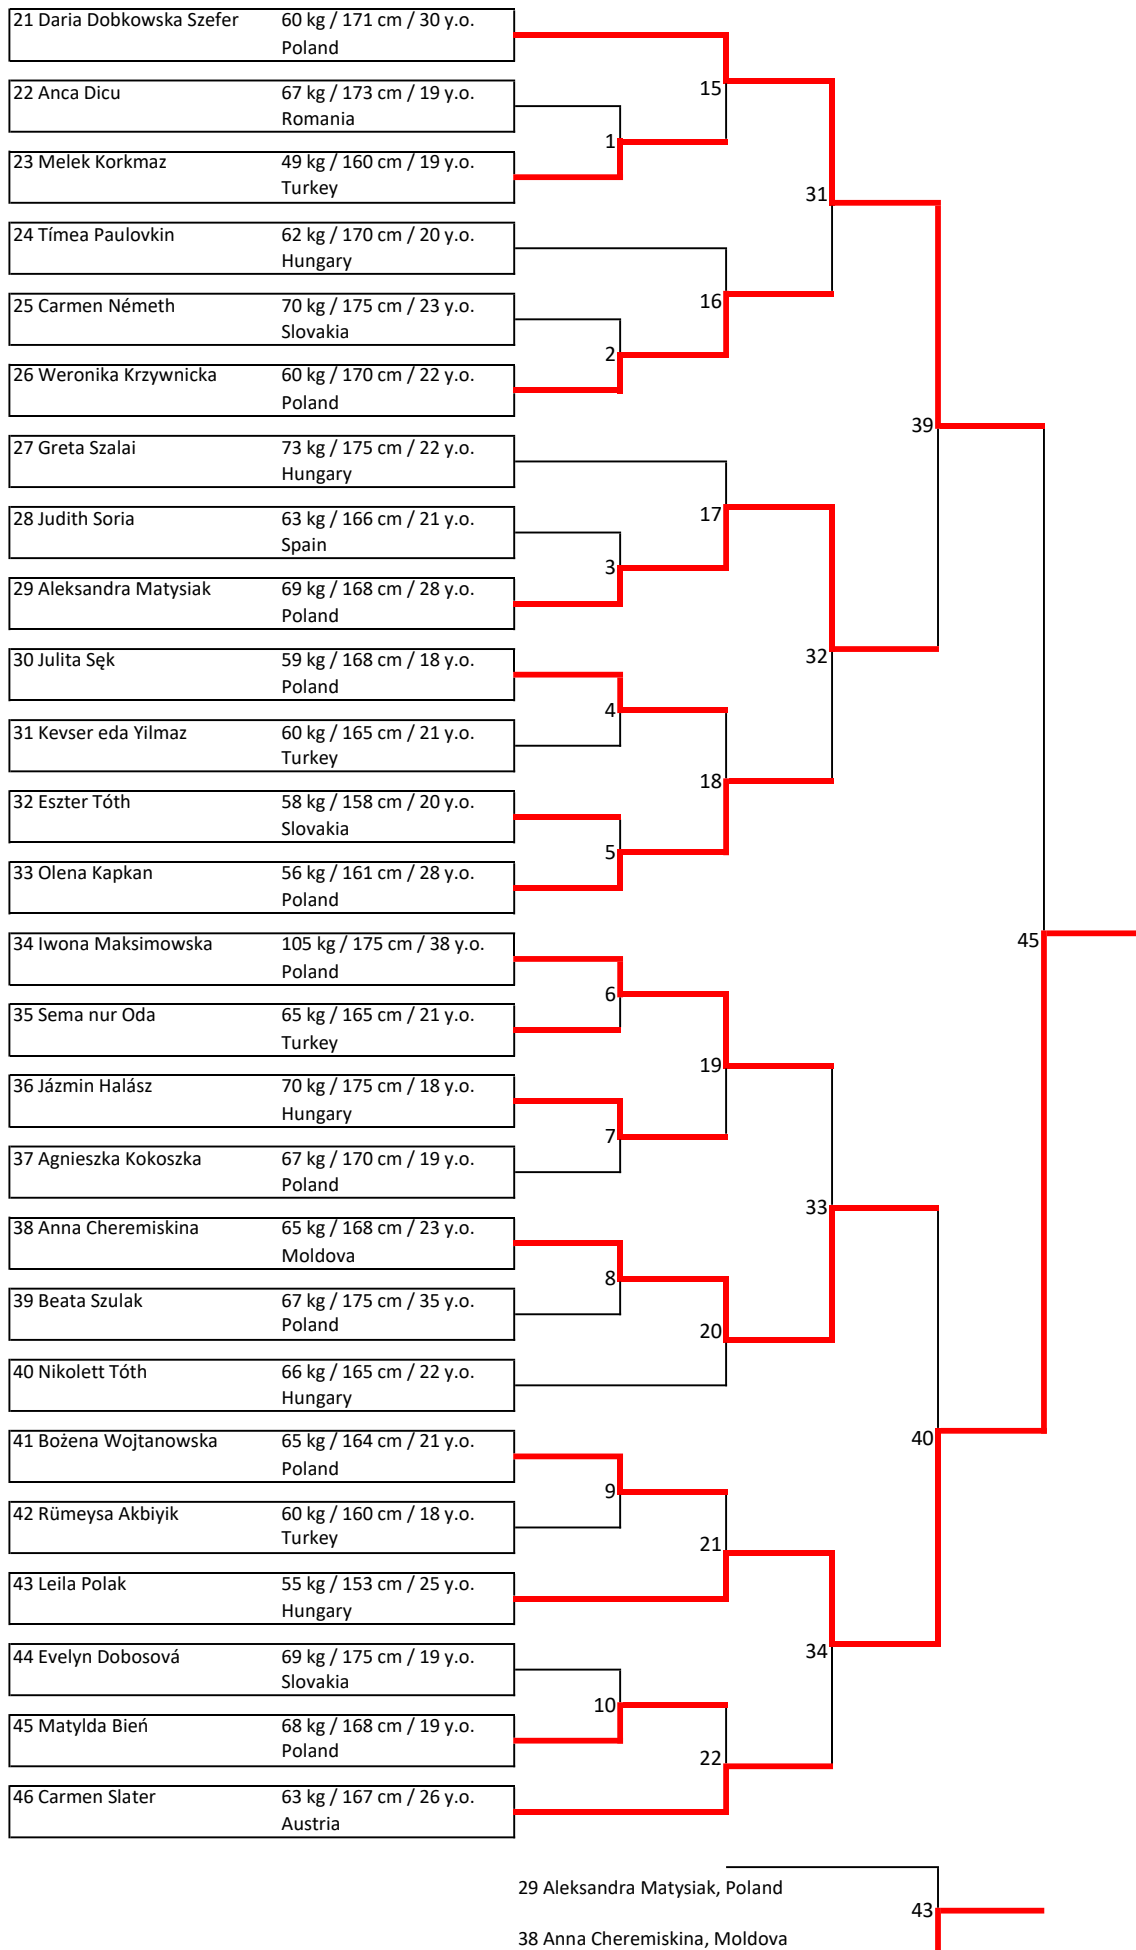 21 Daria Dobkowska Szefer 60 kg / 171 cm / 30 y.o.
Poland
15
22 Anca Dicu 67 kg / 173 cm / 19 y.o.
Romania
1
23 Melek Korkmaz 49 kg / 160 cm / 19 y.o.
Turkey
31
24 Tímea Paulovkin 62 kg / 170 cm / 20 y.o.
Hungary
16
25 Carmen Németh 70 kg / 175 cm / 23 y.o.
Slovakia
2
26 Weronika Krzywnicka 60 kg / 170 cm / 22 y.o.
Poland
39
27 Greta Szalai 73 kg / 175 cm / 22 y.o.
Hungary
17
28 Judith Soria 63 kg / 166 cm / 21 y.o.
Spain
3
29 Aleksandra Matysiak 69 kg / 168 cm / 28 y.o.
Poland
32
30 Julita Sęk 59 kg / 168 cm / 18 y.o.
Poland
4
31 Kevser eda Yilmaz 60 kg / 165 cm / 21 y.o.
Turkey
18
32 Eszter Tóth 58 kg / 158 cm / 20 y.o.
Slovakia
5
33 Olena Kapkan 56 kg / 161 cm / 28 y.o.
Poland
34 Iwona Maksimowska 105 kg / 175 cm / 38 y.o.
Poland
45
6
35 Sema nur Oda 65 kg / 165 cm / 21 y.o.
Turkey
19
36 Jázmin Halász 70 kg / 175 cm / 18 y.o.
Hungary
7
37 Agnieszka Kokoszka 67 kg / 170 cm / 19 y.o.
Poland
33
38 Anna Cheremiskina 65 kg / 168 cm / 23 y.o.
Moldova
8
39 Beata Szulak 67 kg / 175 cm / 35 y.o.
Poland
20
40 Nikolett Tóth 66 kg / 165 cm / 22 y.o.
Hungary
40
41 Bożena Wojtanowska 65 kg / 164 cm / 21 y.o.
Poland
9
42 Rümeysa Akbiyik 60 kg / 160 cm / 18 y.o.
Turkey
21
43 Leila Polak 55 kg / 153 cm / 25 y.o.
Hungary
34
44 Evelyn Dobosová 69 kg / 175 cm / 19 y.o.
Slovakia
10
45 Matylda Bień 68 kg / 168 cm / 19 y.o.
Poland
22
46 Carmen Slater 63 kg / 167 cm / 26 y.o.
Austria
29 Aleksandra Matysiak, Poland
43
38 Anna Cheremiskina, Moldova